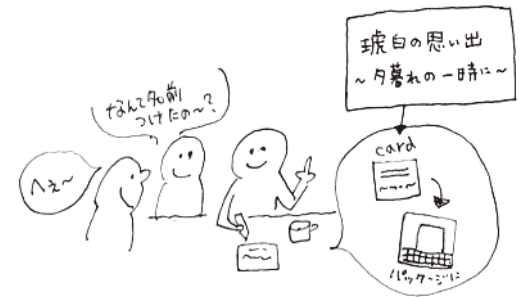 琥白の思い出
～夕暮れの一時に～
なんて名前
つけたの～?
へぇ～
card
パッケージに